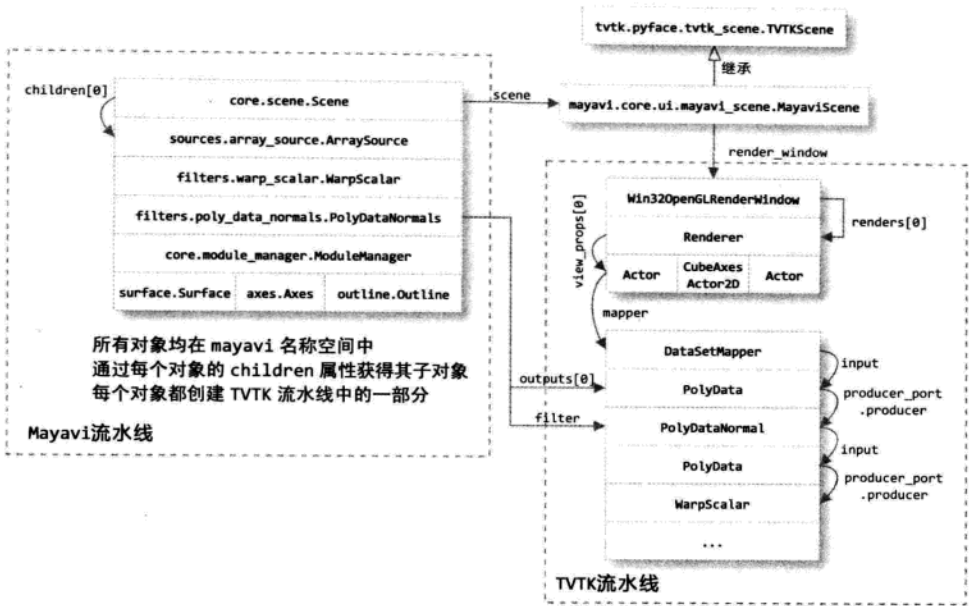 tvtk.pyface.tvtk_scene.TVTKScene
继承
children[0]
core.scene.Scene
scene
mayavi.core.ui.mayavi_scene.MayaviScene
sources.array_source.ArraySource
filters.warp_scalar.WarpScalar
filters.poly_data_normals.PolyDataNormals
core.module_manager.ModuleManager
surface.Surface
axes.Axes
outline.Outline
所有对象均在 mayavi 名称空间中
通过每个对象的 children 属性获得其子对象
每个对象都创建 TVTK 流水线中的一部分
Mayavi流水线
render_window
Win32OpenGLRenderWindow
renders[0]
view_props[0]
Renderer
Actor
CubeAxes
Actor2D
Actor
mapper
DataSetMapper
input
outputs[0]
PolyData
producer_port
.producer
filter
PolyDataNormal
input
PolyData
producer_port
.producer
WarpScalar
...
TVTK流水线